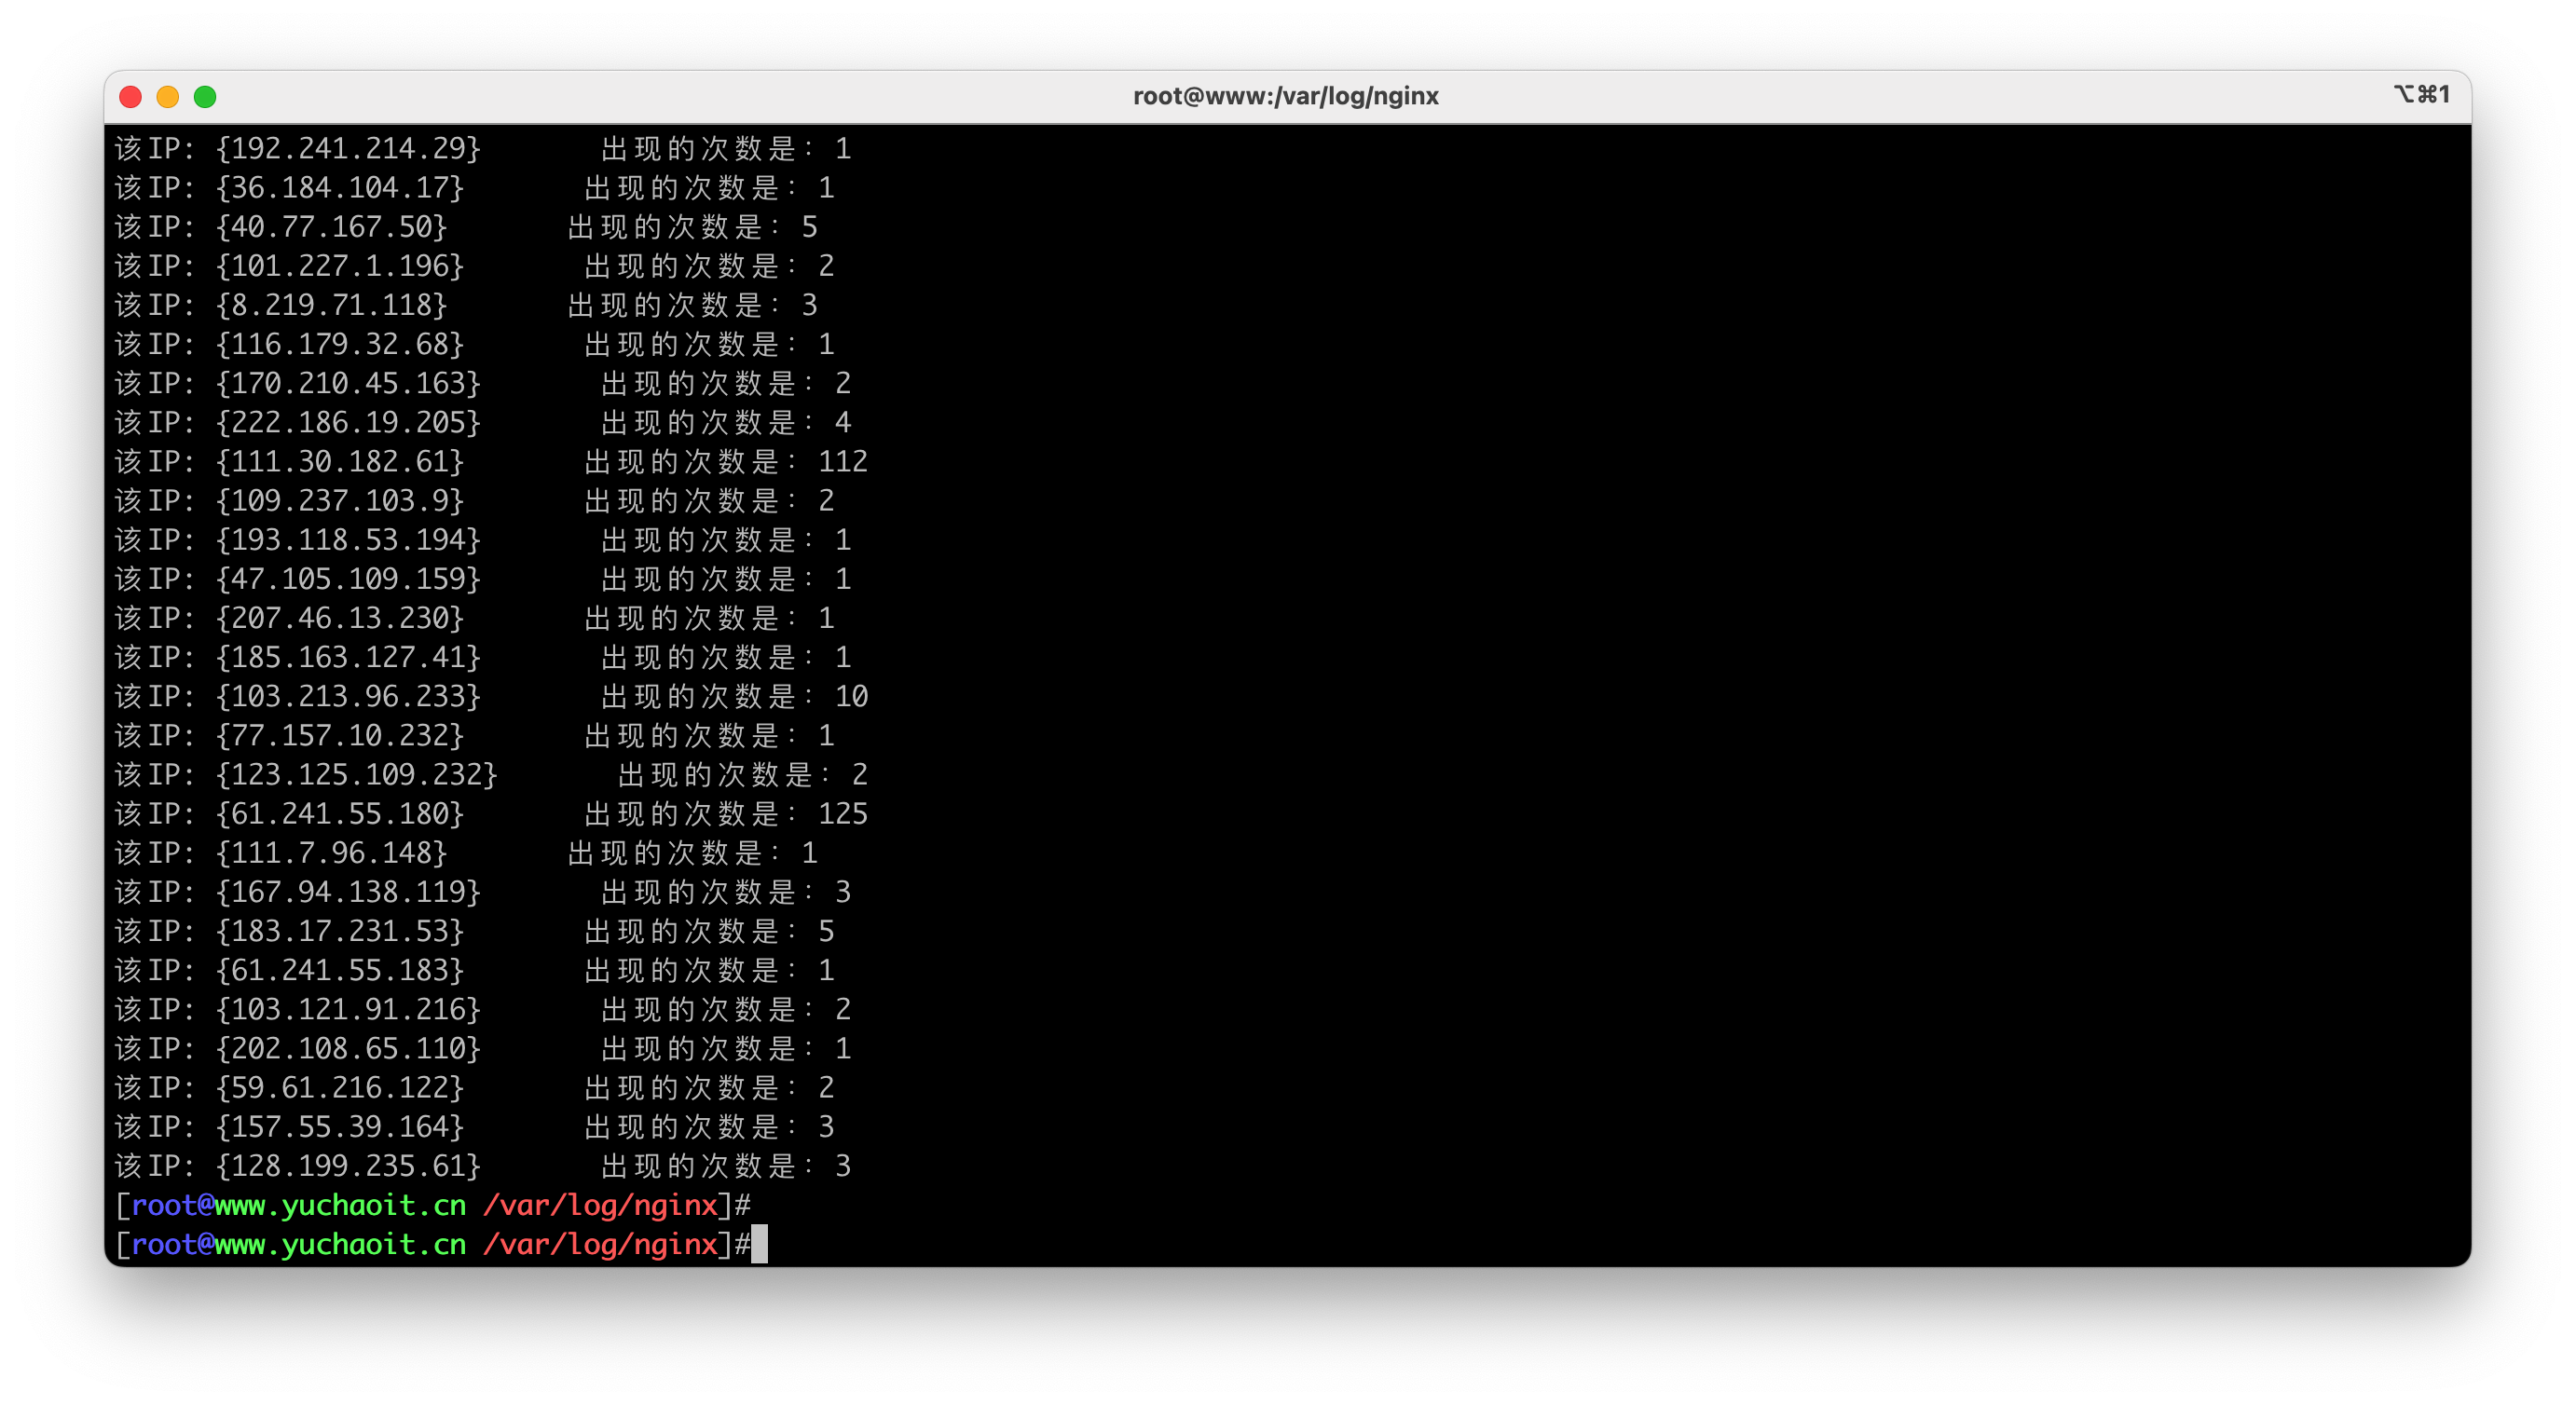 root@www:/var/log/nginx
⌥⌘1
该IP: {192.241.214.29} 出现的次数是: 1
该IP: {36.184.104.17} 出现的次数是: 1
该IP: {40.77.167.50} 出现的次数是: 5
该IP: {101.227.1.196} 出现的次数是: 2
该IP: {8.219.71.118} 出现的次数是: 3
该IP: {116.179.32.68} 出现的次数是: 1
该IP: {170.210.45.163} 出现的次数是: 2
该IP: {222.186.19.205} 出现的次数是: 4
该IP: {111.30.182.61} 出现的次数是: 112
该IP: {109.237.103.9} 出现的次数是: 2
该IP: {193.118.53.194} 出现的次数是: 1
该IP: {47.105.109.159} 出现的次数是: 1
该IP: {207.46.13.230} 出现的次数是: 1
该IP: {185.163.127.41} 出现的次数是: 1
该IP: {103.213.96.233} 出现的次数是: 10
该IP: {77.157.10.232} 出现的次数是: 1
该IP: {123.125.109.232} 出现的次数是: 2
该IP: {61.241.55.180} 出现的次数是: 125
该IP: {111.7.96.148} 出现的次数是: 1
该IP: {167.94.138.119} 出现的次数是: 3
该IP: {183.17.231.53} 出现的次数是: 5
该IP: {61.241.55.183} 出现的次数是: 1
该IP: {103.121.91.216} 出现的次数是: 2
该IP: {202.108.65.110} 出现的次数是: 1
该IP: {59.61.216.122} 出现的次数是: 2
该IP: {157.55.39.164} 出现的次数是: 3
该IP: {128.199.235.61} 出现的次数是: 3
[root@www.yuchaoit.cn /var/log/nginx]#
[root@www.yuchaoit.cn /var/log/nginx]#